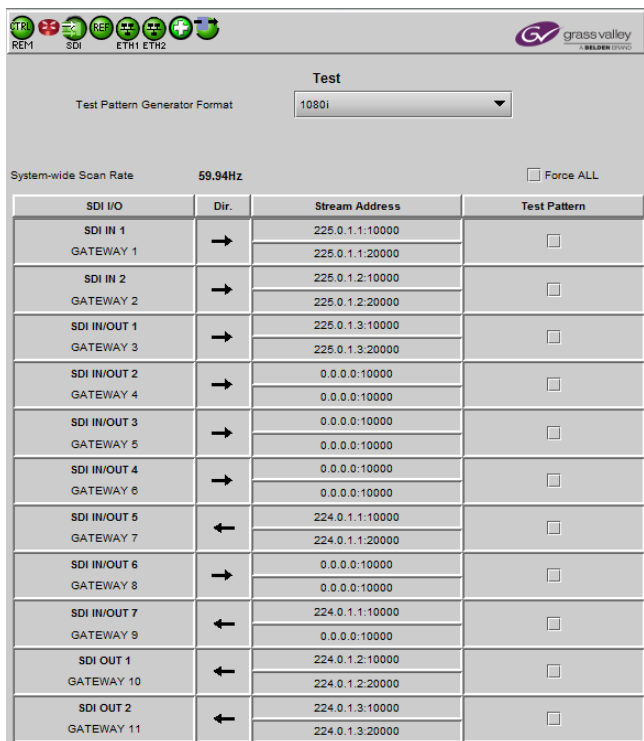 CTRL
REF
REM SDI ETH1 ETH2
GV grass valley
A BELDEN BRAND
Test
Test Pattern Generator Format 1080i
System-wide Scan Rate 59.94Hz Force ALL
SDI I/O Dir. Stream Address Test Pattern
SDI IN 1 225.0.1.1:10000
GATEWAY 1 225.0.1.1:20000
SDI IN 2 225.0.1.2:10000
GATEWAY 2 225.0.1.2:20000
SDI IN/OUT 1 225.0.1.3:10000
GATEWAY 3 225.0.1.3:20000
SDI IN/OUT 2 0.0.0.0:10000
GATEWAY 4 0.0.0.0:10000
SDI IN/OUT 3 0.0.0.0:10000
GATEWAY 5 0.0.0.0:10000
SDI IN/OUT 4 0.0.0.0:10000
GATEWAY 6 0.0.0.0:10000
SDI IN/OUT 5 224.0.1.1:10000
GATEWAY 7 224.0.1.1:20000
SDI IN/OUT 6 0.0.0.0:10000
GATEWAY 8 0.0.0.0:10000
SDI IN/OUT 7 224.0.1.1:10000
GATEWAY 9 0.0.0.0:10000
SDI OUT 1 224.0.1.2:10000
GATEWAY 10 224.0.1.2:20000
SDI OUT 2 224.0.1.3:10000
GATEWAY 11 224.0.1.3:20000